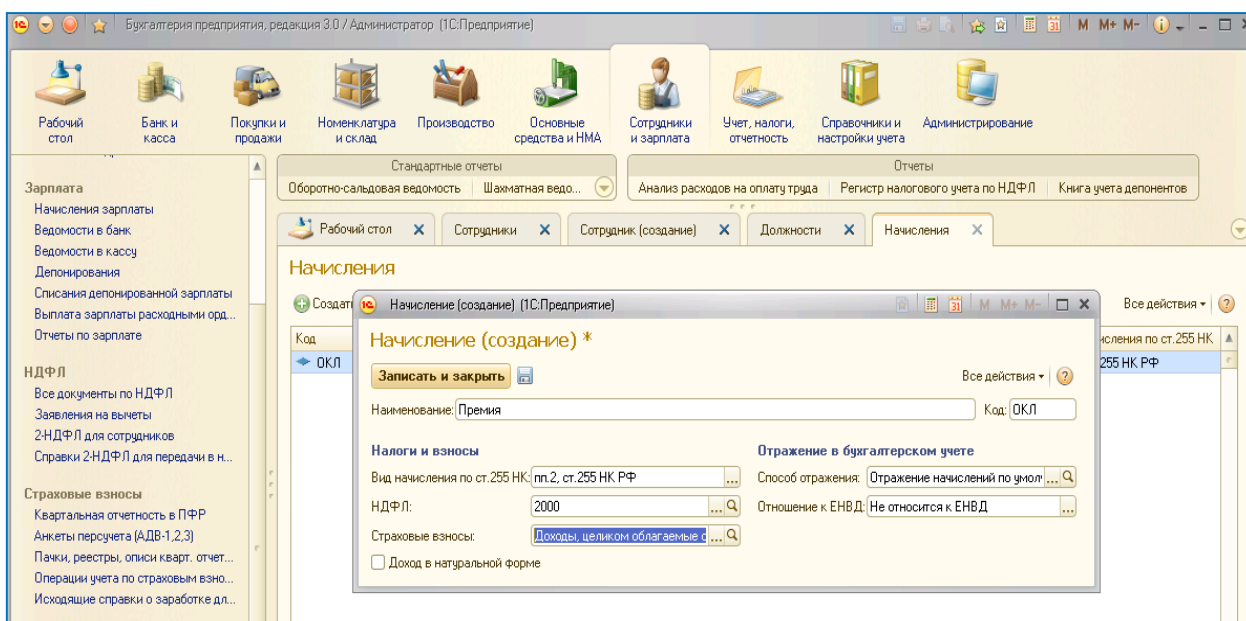 Бухгалтерия предприятия, редакция 3.0 / Администратор (1С:Предприятие)
M M+ M-
Рабочий стол
Банк и касса
Покупки и продажи
Номенклатура и склад
Производство
Основные средства и НМА
Сотрудники и зарплата
Учет, налоги, отчетность
Справочники и настройки учета
Администрирование
Стандартные отчеты
Отчеты
Оборотно-сальдовая ведомость
Шахматная ведо...
Анализ расходов на оплату труда
Регистр налогового учета по НДФЛ
Книга учета депонентов
Зарплата
Начисления зарплаты
Ведомости в банк
Ведомости в кассу
Депонирования
Списания депонированной зарплаты
Выплата зарплаты расходными орд...
Отчеты по зарплате
НДФЛ
Все документы по НДФЛ
Заявления на вычеты
2-НДФЛ для сотрудников
Справки 2-НДФЛ для передачи в н...
Страховые взносы
Квартальная отчетность в ПФР
Анкеты персучета (АДВ-1,2,3)
Пачки, реестры, описи кварт. отчет...
Операции учета по страховым взно...
Исходящие справки о заработке дл...
Рабочий стол
Сотрудники
Сотрудник (создание)
Должности
Начисления
Начисления
Создать
Все действия
Код
исления по ст.255 НК
ОКЛ
255 НК РФ
Начисление (создание) (1С:Предприятие)
M M+ M-
Начисление (создание) *
Записать и закрыть
Все действия
Наименование: Премия
Код: ОКЛ
Налоги и взносы
Отражение в бухгалтерском учете
Вид начисления по ст.255 НК: пп.2, ст.255 НК РФ ...
Способ отражения: Отражение начислений по умолч ...
НДФЛ: 2000 ...
Отношение к ЕНВД: Не относится к ЕНВД ...
Страховые взносы: Доходы, целиком облагаемые с ...
Доход в натуральной форме